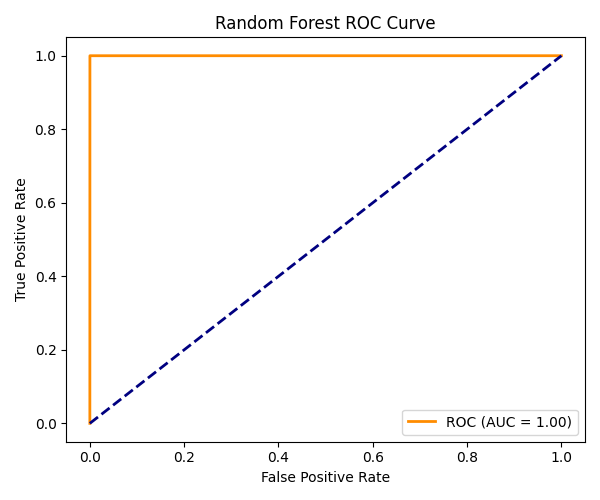 Random Forest ROC Curve
True Positive Rate
1.0
0.8
0.6
0.4
0.2
0.0
ROC (AUC = 1.00)
0.0 0.2 0.4 0.6 0.8 1.0
False Positive Rate